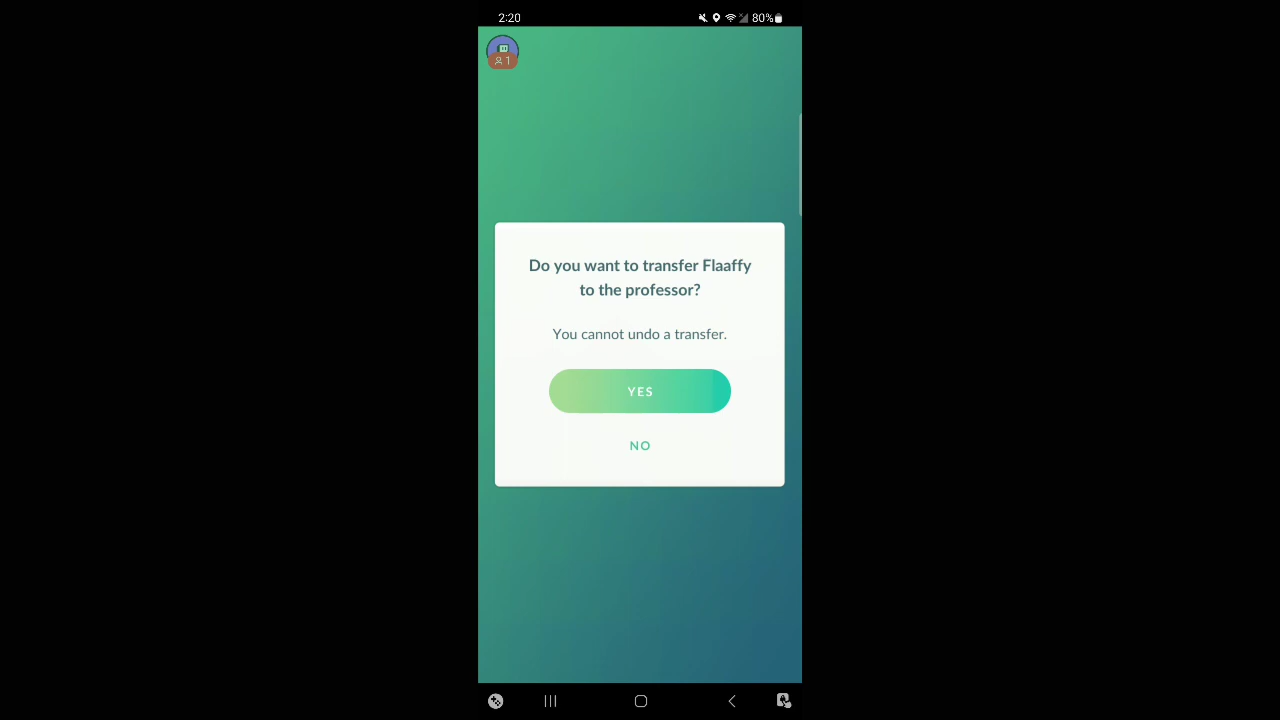 2:20
80%
1
Do you want to transfer Flaaffy
to the professor?
You cannot undo a transfer.
YES
NO